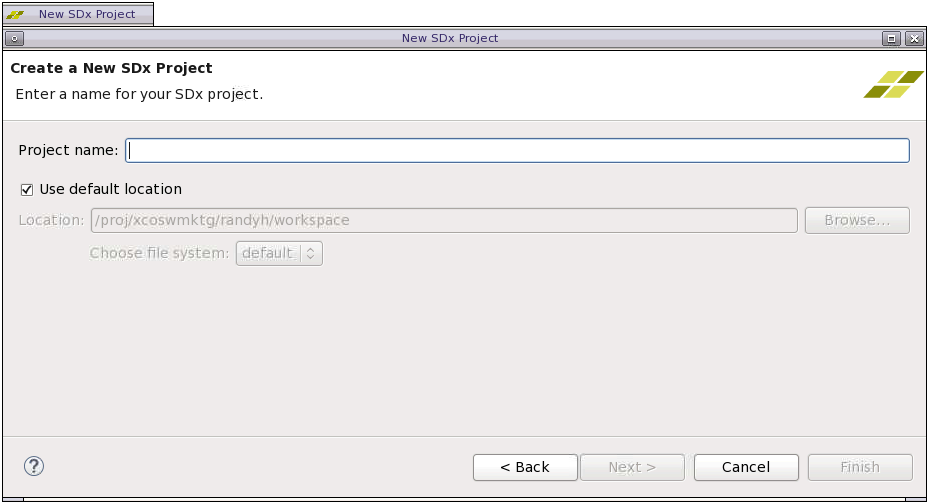 New SDx Project
New SDx Project
Create a New SDx Project
Enter a name for your SDx project.
Project name:
Use default location
Location: /proj/xcoswmktg/randyh/workspace Browse...
Choose file system: default
? < Back Next > Cancel Finish